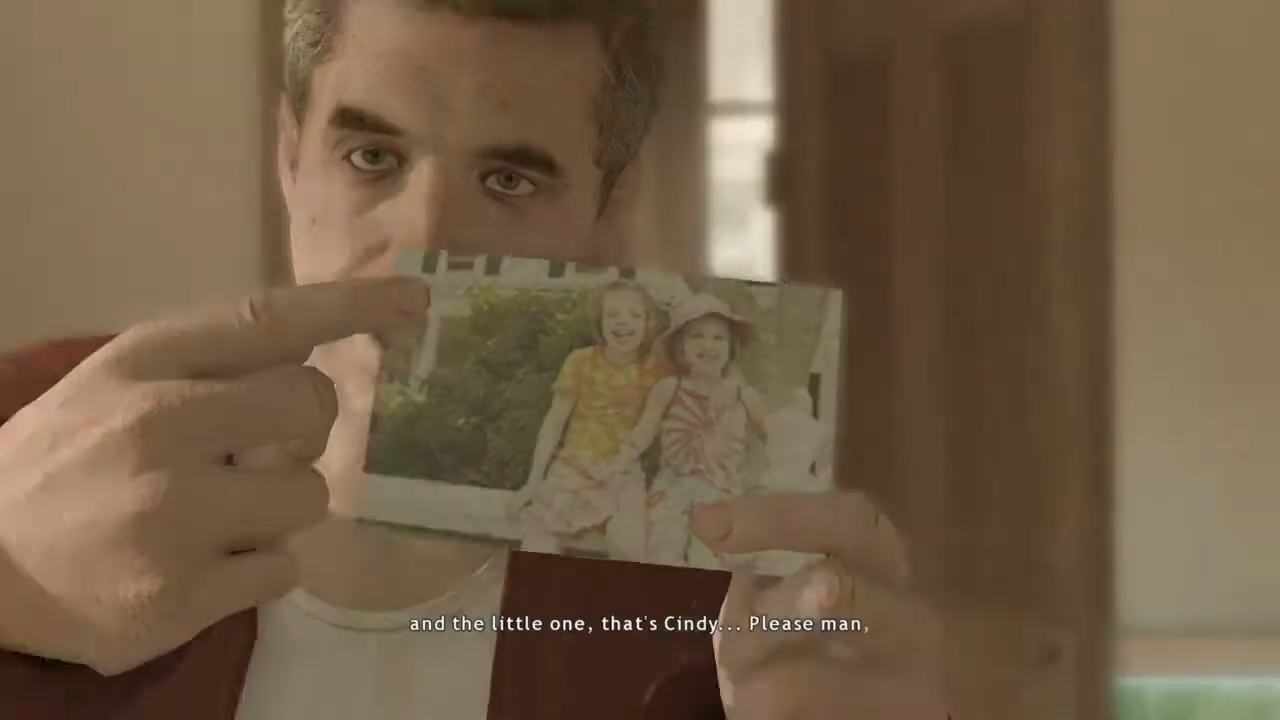 and the little one, that's Cindy... Please man,